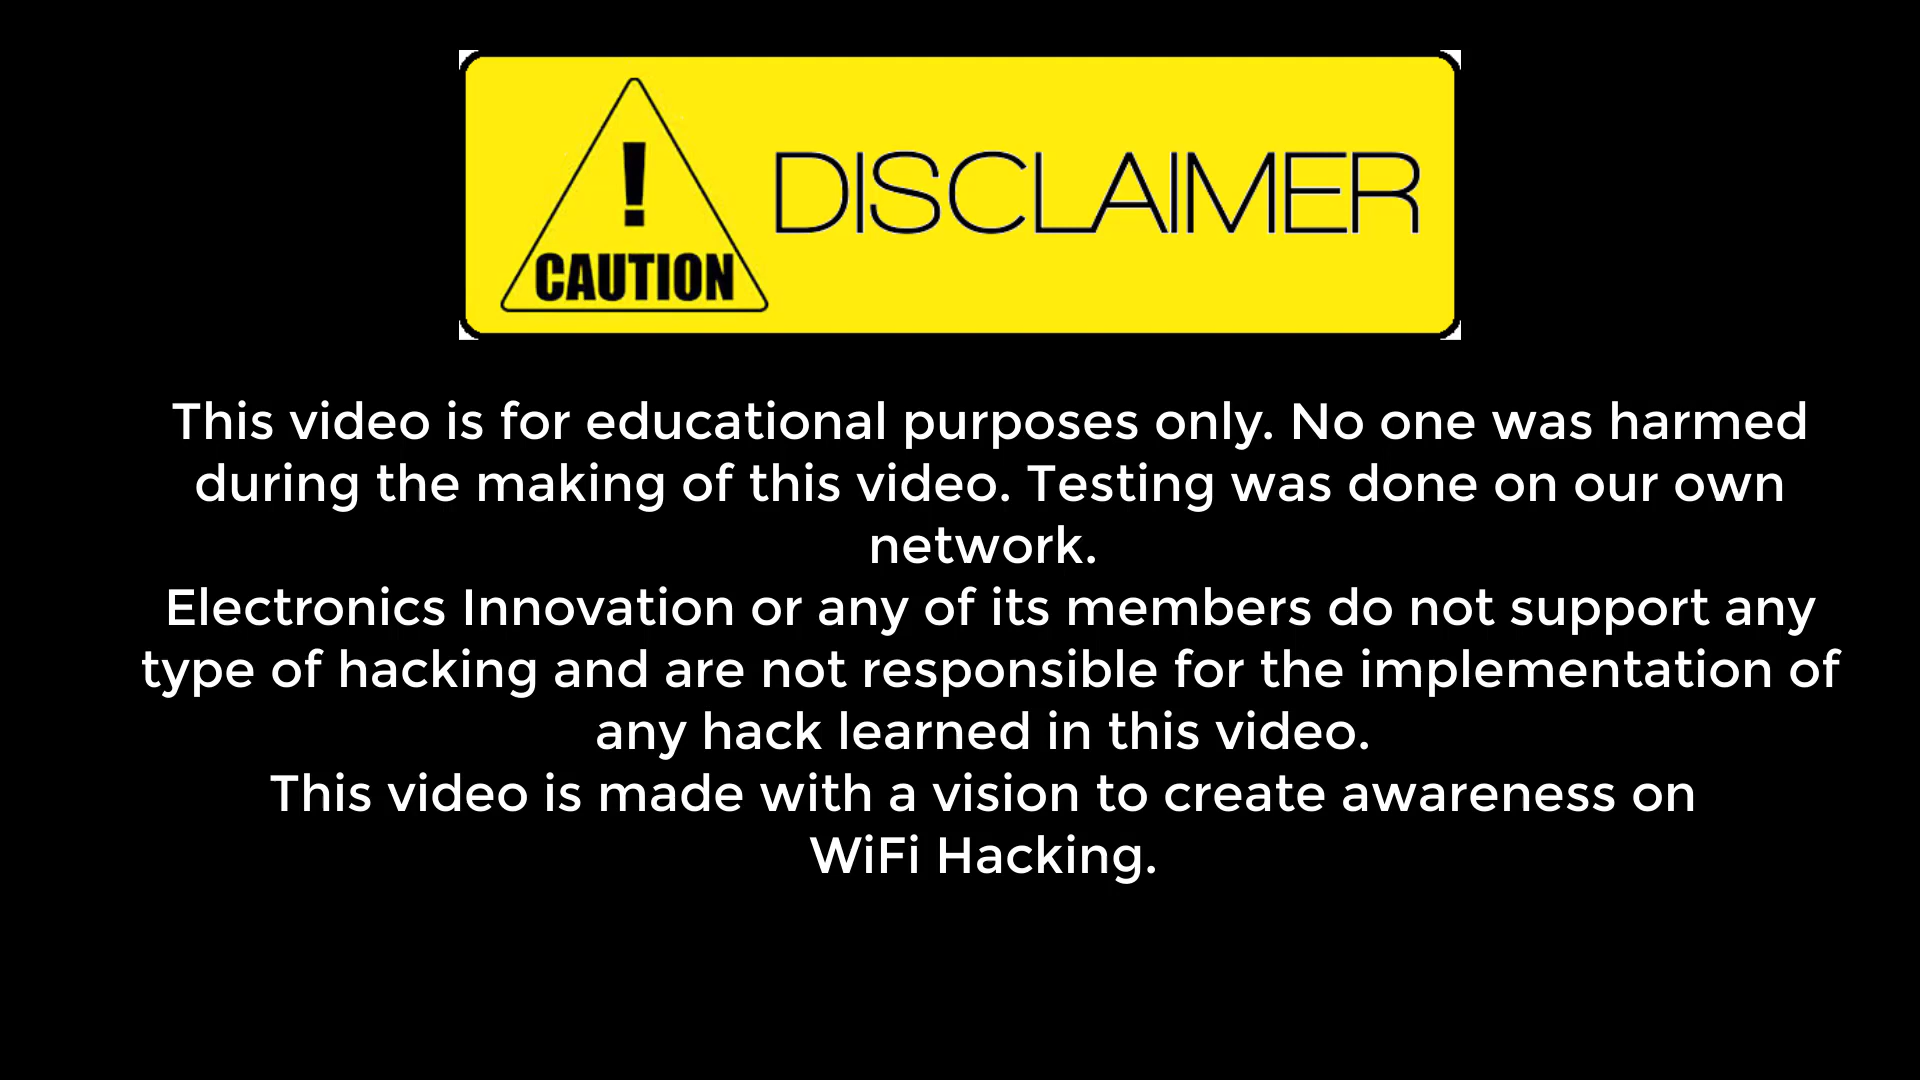 !
CAUTION
DISCLAIMER
This video is for educational purposes only. No one was harmed
during the making of this video. Testing was done on our own
network.
Electronics Innovation or any of its members do not support any
type of hacking and are not responsible for the implementation of
any hack learned in this video.
This video is made with a vision to create awareness on
WiFi Hacking.